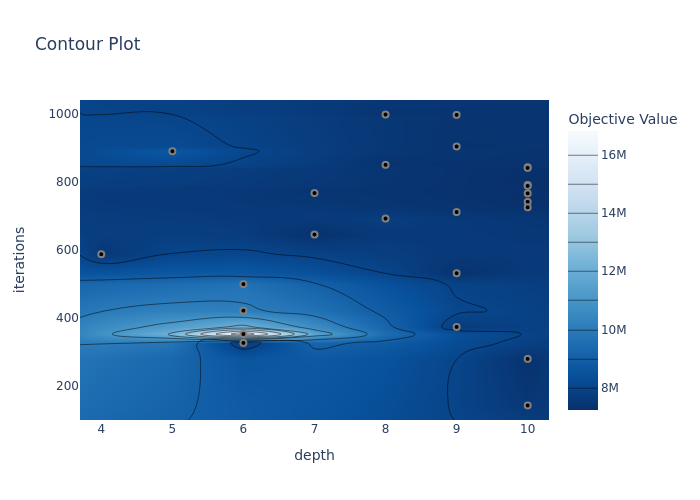 Contour Plot
Objective Value
1000
800
600
400
200
iterations
4 5 6 7 8 9 10
depth
16M
14M
12M
10M
8M